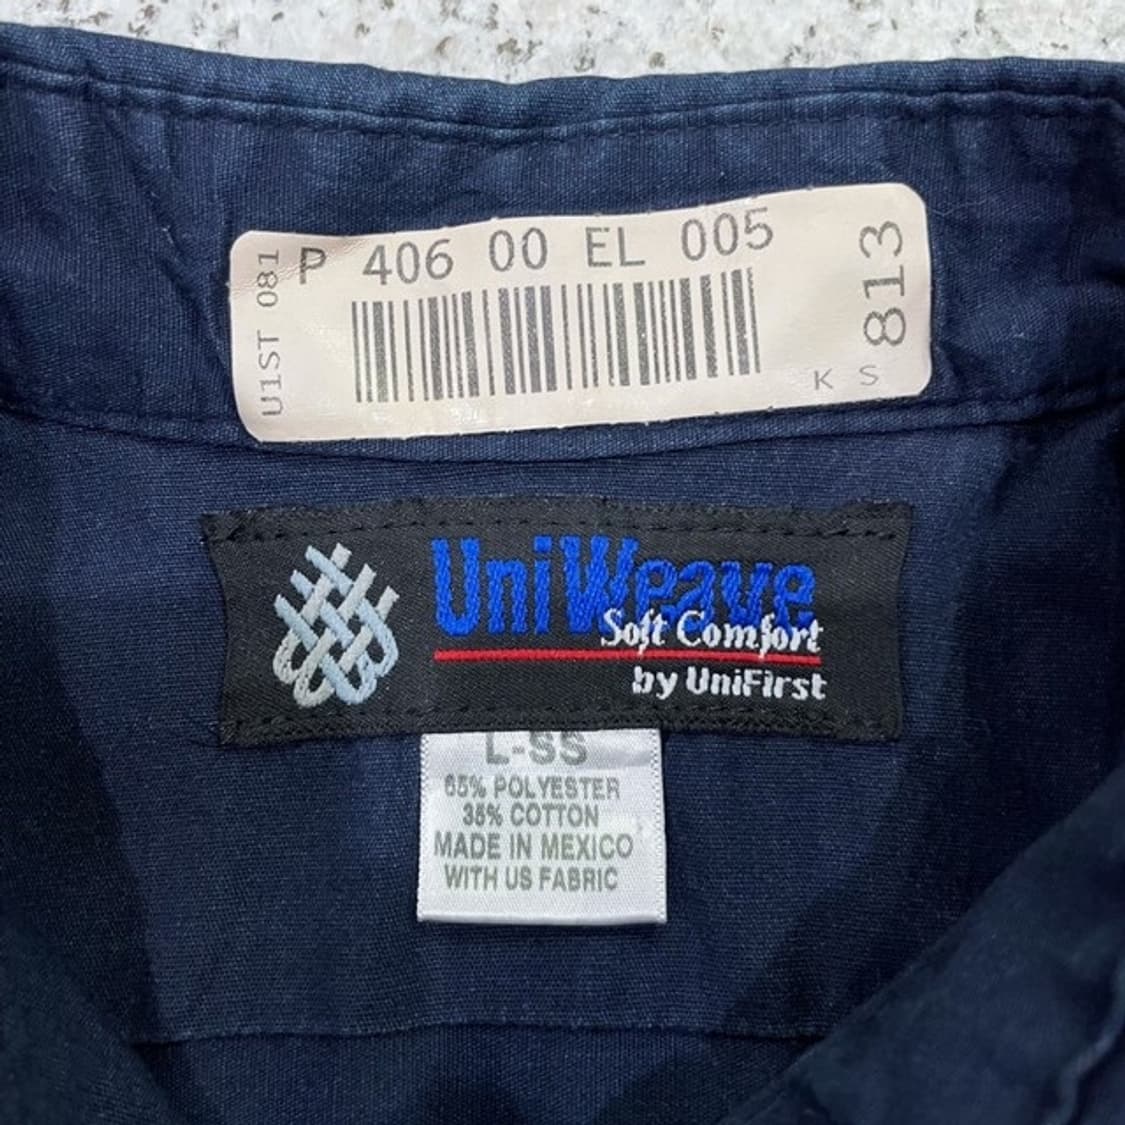 P 406 00 EL 005
U1ST 081
813
K S
UniWeave
Soft Comfort
by UniFirst
L-SS
65% POLYESTER
35% COTTON
MADE IN MEXICO
WITH US FABRIC